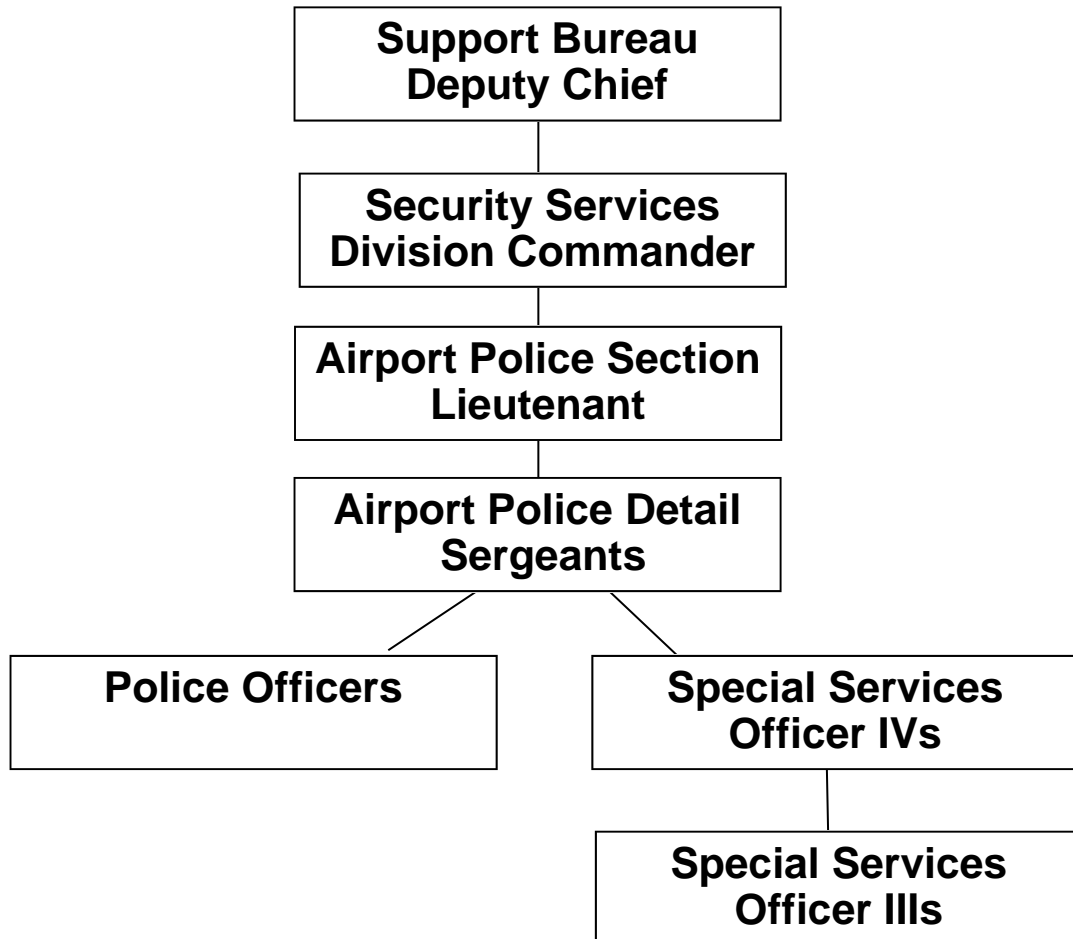 Support Bureau
Deputy Chief
Security Services
Division Commander
Airport Police Section
Lieutenant
Airport Police Detail
Sergeants
Police Officers
Special Services
Officer IVs
Special Services
Officer IIIs